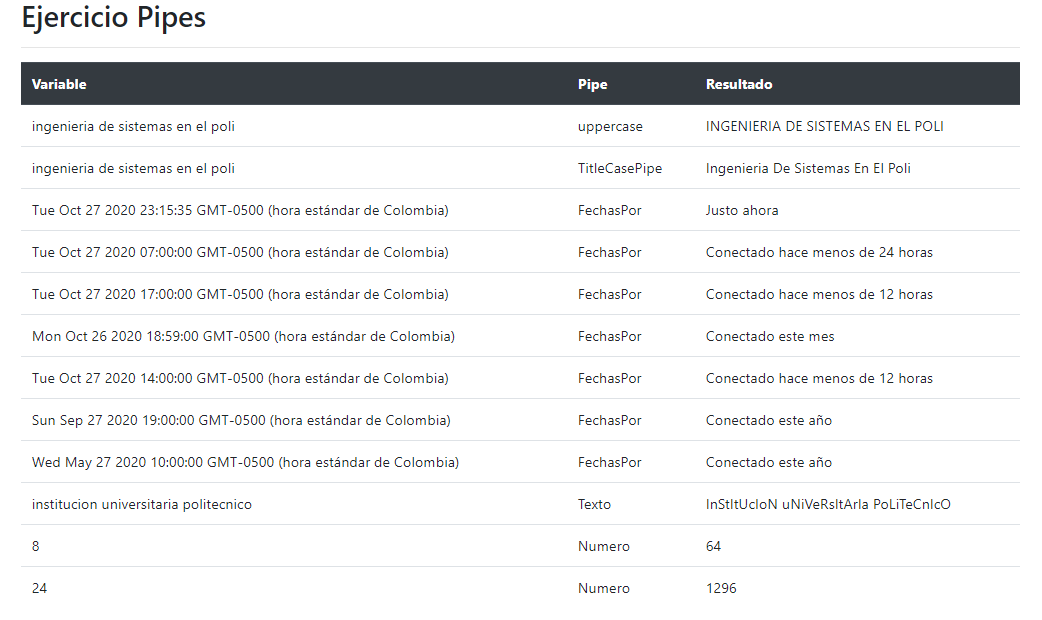 Ejercicio Pipes
Variable Pipe Resultado
ingenieria de sistemas en el poli uppercase INGENIERIA DE SISTEMAS EN EL POLI
ingenieria de sistemas en el poli TitleCasePipe Ingenieria De Sistemas En El Poli
Tue Oct 27 2020 23:15:35 GMT-0500 (hora estándar de Colombia) FechasPor Justo ahora
Tue Oct 27 2020 07:00:00 GMT-0500 (hora estándar de Colombia) FechasPor Conectado hace menos de 24 horas
Tue Oct 27 2020 17:00:00 GMT-0500 (hora estándar de Colombia) FechasPor Conectado hace menos de 12 horas
Mon Oct 26 2020 18:59:00 GMT-0500 (hora estándar de Colombia) FechasPor Conectado este mes
Tue Oct 27 2020 14:00:00 GMT-0500 (hora estándar de Colombia) FechasPor Conectado hace menos de 12 horas
Sun Sep 27 2020 19:00:00 GMT-0500 (hora estándar de Colombia) FechasPor Conectado este año
Wed May 27 2020 10:00:00 GMT-0500 (hora estándar de Colombia) FechasPor Conectado este año
institucion universitaria politecnico Texto InStItUcIoN uNiVeRsItArIa PoLiTeCnIcO
8 Numero 64
24 Numero 1296